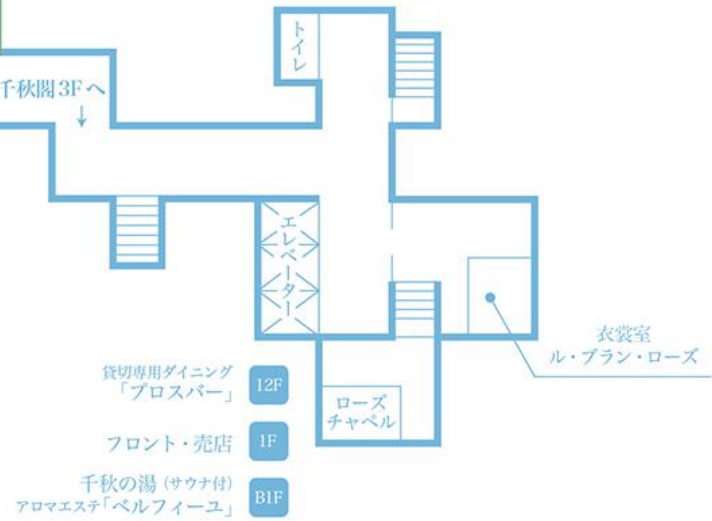 トイレ
千秋閣3Fへ
エレベーター
衣裳室
ル・ブラン・ローズ
ローズ
チャペル
貸切専用ダイニング
「プロスバー」 12F
フロント・売店 1F
千秋の湯（サウナ付）
アロマエステ「ベルフィーユ」 B1F